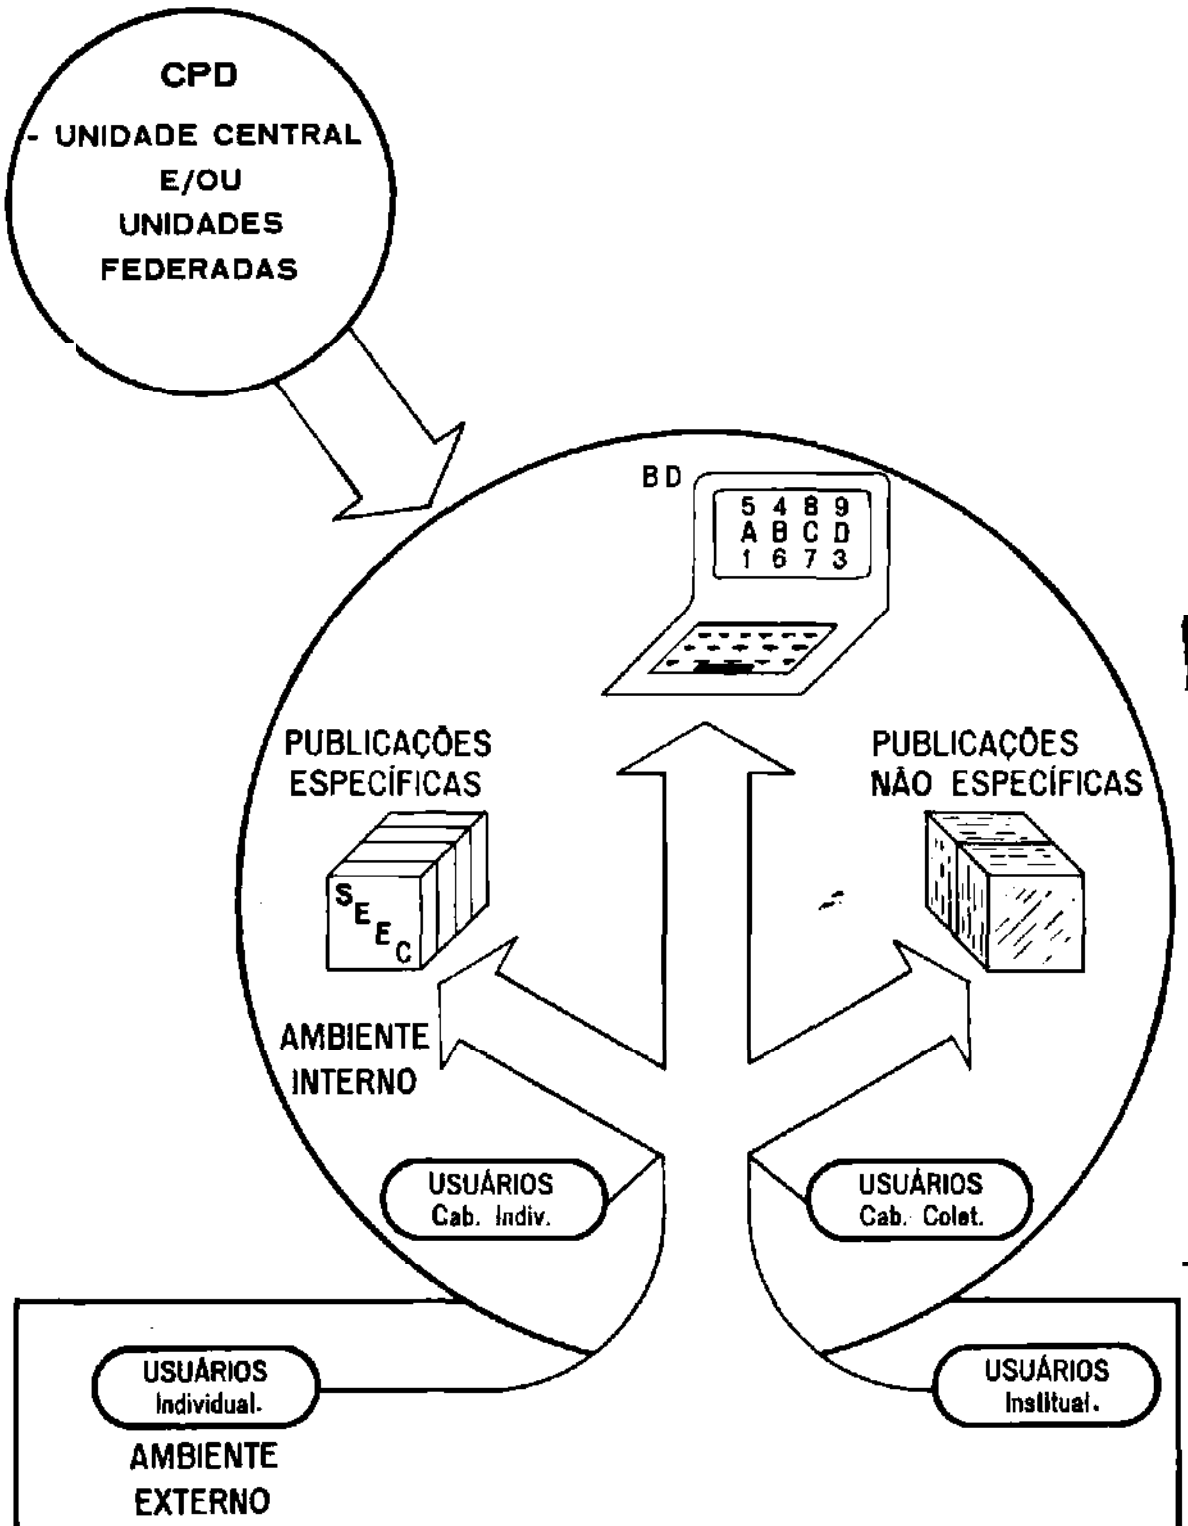 CPD
- UNIDADE CENTRAL
E/OU
UNIDADES
FEDERADAS
BD
5 4 8 9
A B C D
1 6 7 3
PUBLICAÇÕES
ESPECÍFICAS
PUBLICAÇÕES
NÃO ESPECÍFICAS
SEEC
AMBIENTE
INTERNO
USUÁRIOS
Cab. Indiv.
USUÁRIOS
Cab. Colet.
USUÁRIOS
Individual.
USUÁRIOS
Institual.
AMBIENTE
EXTERNO